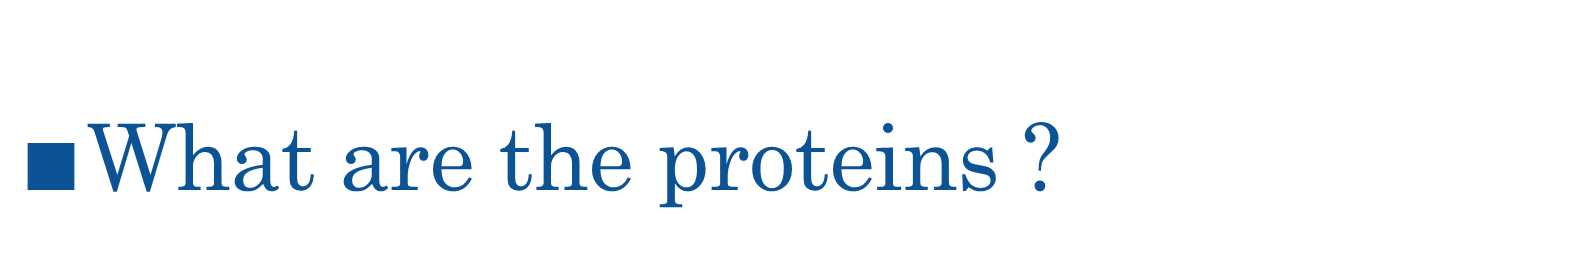 ■What are the proteins ?